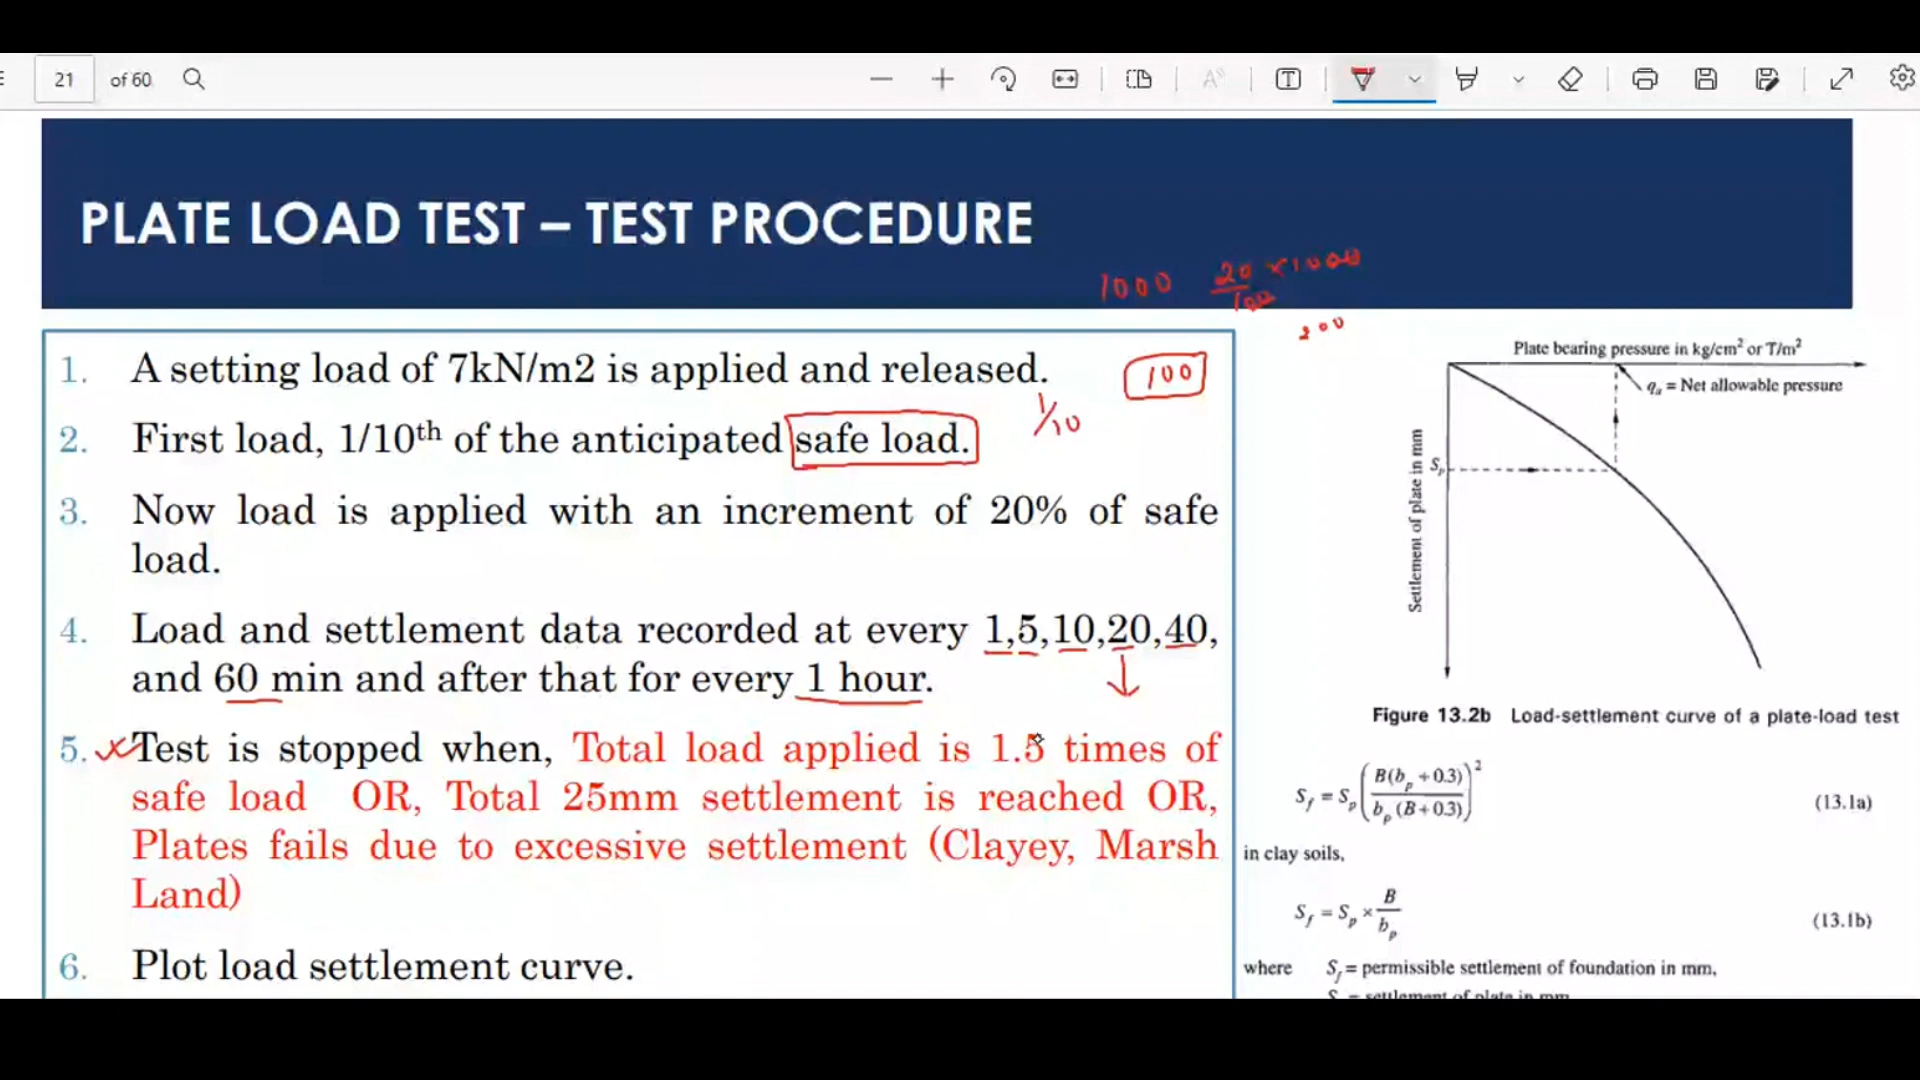 21 of 60
PLATE LOAD TEST – TEST PROCEDURE
1000 20/100 ×1000
200
1. A setting load of 7kN/m2 is applied and released.
100
2. First load, 1/10th of the anticipated safe load.
1/10
3. Now load is applied with an increment of 20% of safe
load.
4. Load and settlement data recorded at every 1,5,10,20,40,
and 60 min and after that for every 1 hour.
5. Test is stopped when, Total load applied is 1.5 times of
safe load OR, Total 25mm settlement is reached OR,
Plates fails due to excessive settlement (Clayey, Marsh
Land)
6. Plot load settlement curve.
Plate bearing pressure in kg/cm² or T/m²
qa = Net allowable pressure
Settlement of plate in mm
Sp
Figure 13.2b Load-settlement curve of a plate-load test
Sf = Sp (B(bp + 0.3) / bp (B + 0.3))² (13.1a)
in clay soils,
Sf = Sp × B/bp (13.1b)
where Sf = permissible settlement of foundation in mm,
Sp = settlement of plate in mm